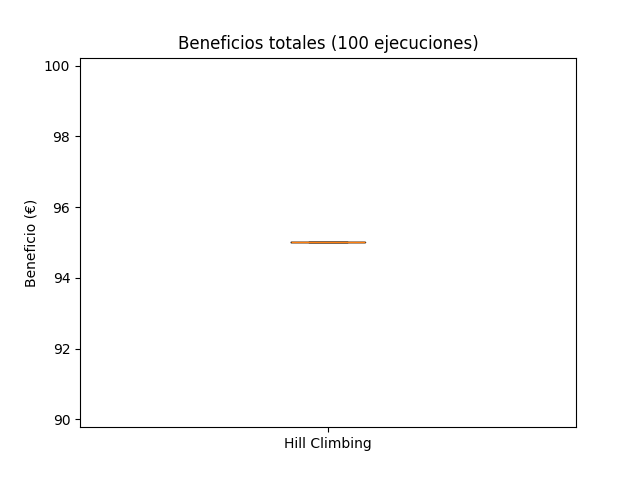 Beneficios totales (100 ejecuciones)
100
98
96
94
92
90
Beneficio (€)
Hill Climbing